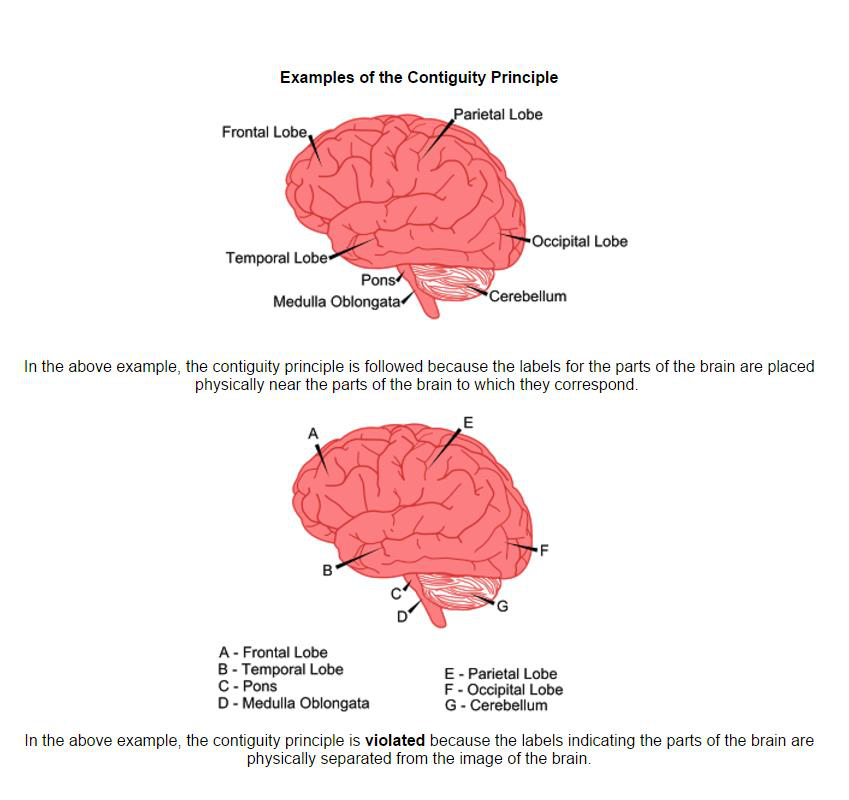 Examples of the Contiguity Principle
Parietal Lobe
Frontal Lobe
Occipital Lobe
Temporal Lobe
Pons
Cerebellum
Medulla Oblongata
In the above example, the contiguity principle is followed because the labels for the parts of the brain are placed
physically near the parts of the brain to which they correspond.
E
A
F
B
C
G
D
A - Frontal Lobe
B - Temporal Lobe
C - Pons
D - Medulla Oblongata
E - Parietal Lobe
F - Occipital Lobe
G - Cerebellum
In the above example, the contiguity principle is violated because the labels indicating the parts of the brain are
physically separated from the image of the brain.